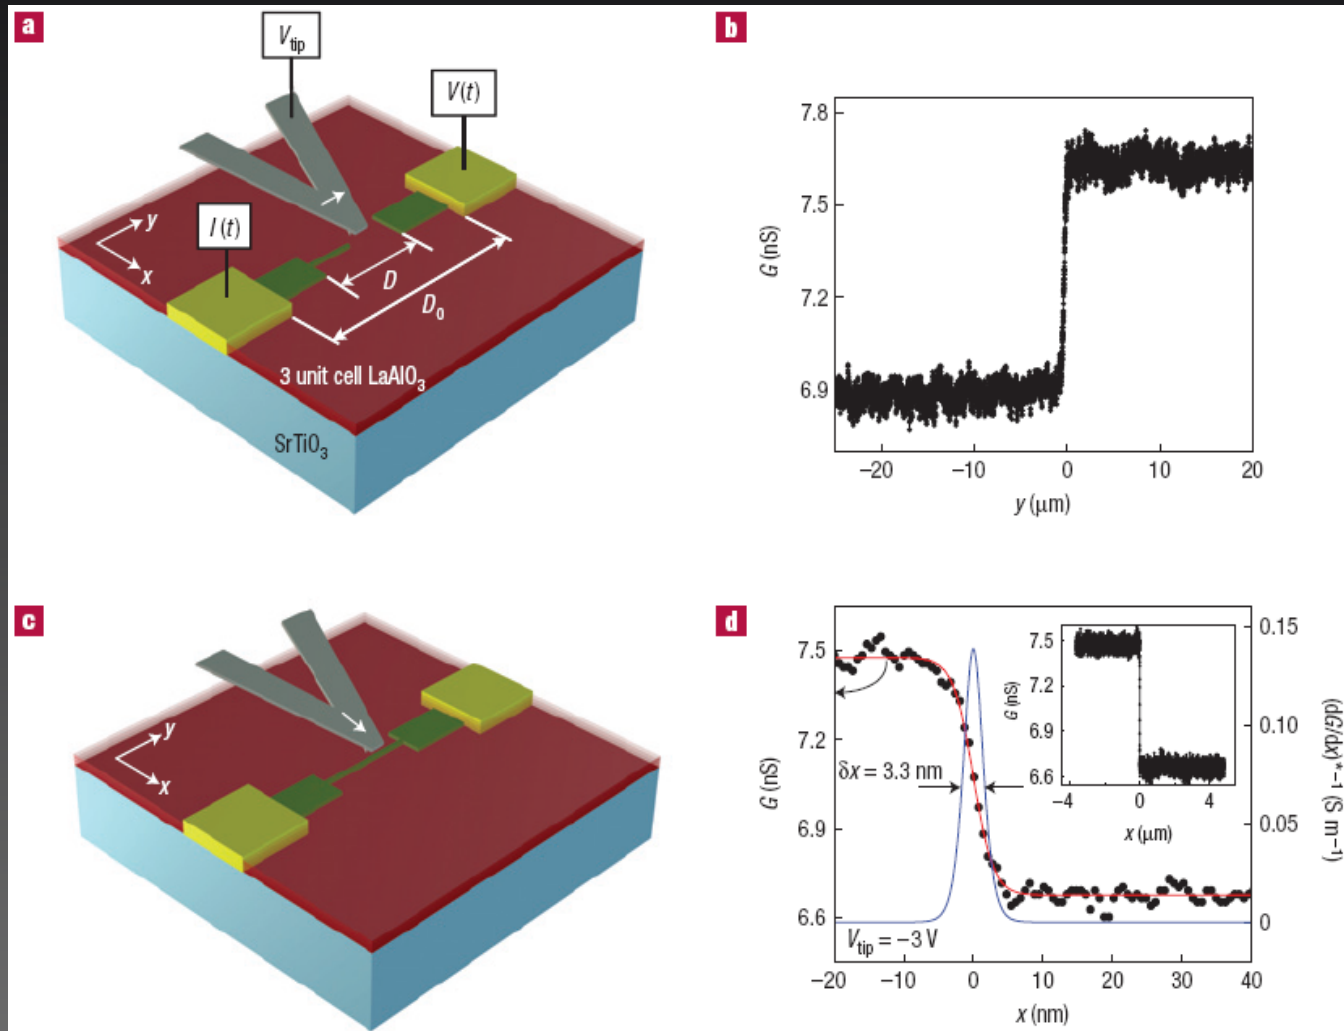 a
V_tip
V(t)
I(t)
y
x
D
D₀
3 unit cell LaAlO₃
SrTiO₃
b
7.8
7.5
7.2
6.9
G (nS)
−20 −10 0 10 20
y (μm)
c
y
x
d
7.5
7.2
6.9
6.6
G (nS)
δx = 3.3 nm
V_tip = −3 V
−20 −10 0 10 20 30 40
x (nm)
7.5
7.2
6.9
6.6
G (nS)
−4 0 4
x (μm)
0.15
0.10
0.05
0
(dG/dx)*−1 (S m−1)